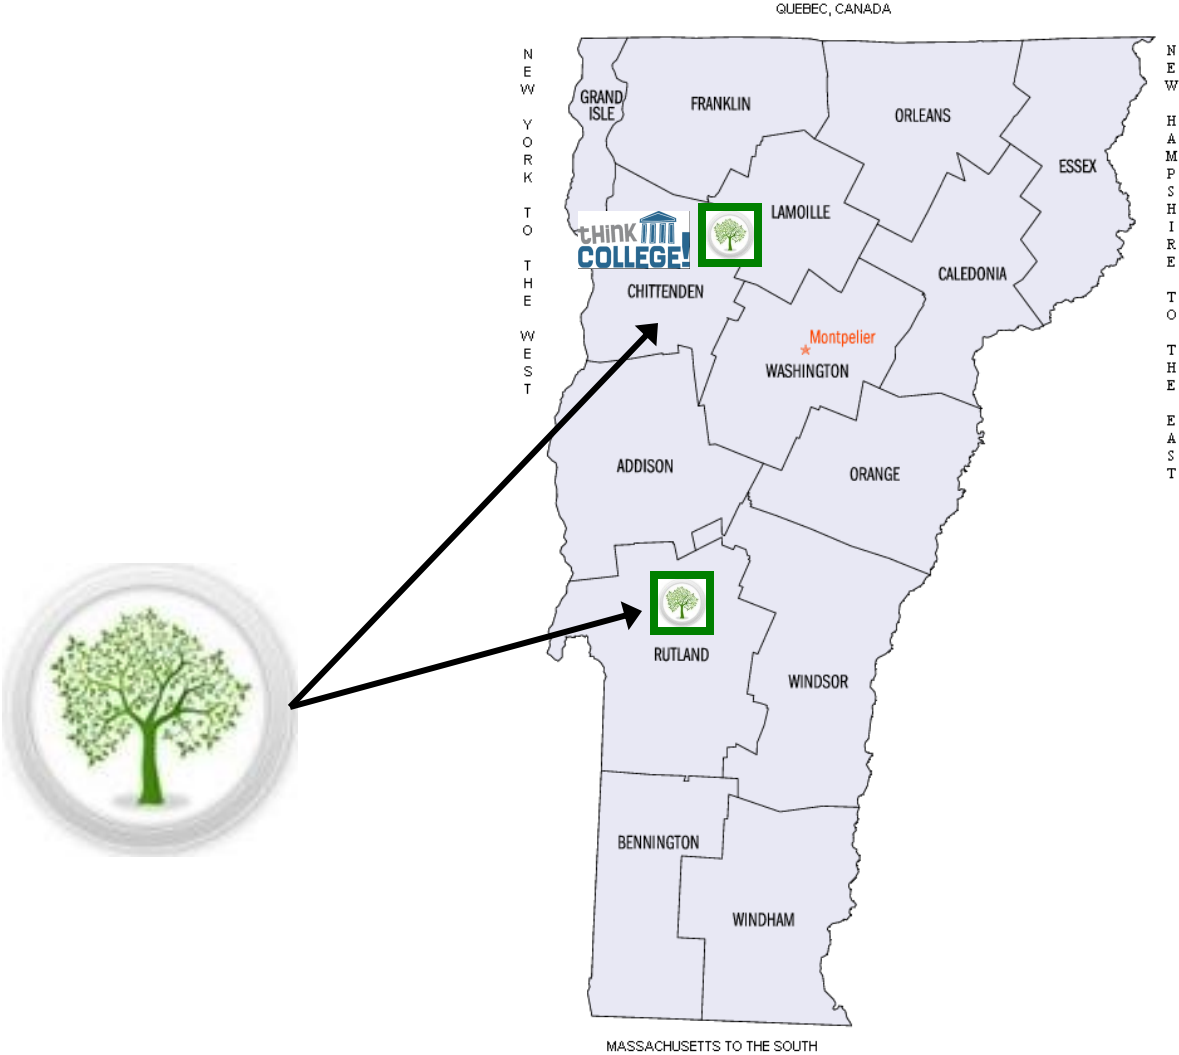 QUEBEC, CANADA
NEW YORK TO THE WEST
NEW HAMPSHIRE TO THE EAST
GRAND
ISLE
FRANKLIN
ORLEANS
ESSEX
LAMOILLE
thiNK
COLLEGE!
CHITTENDEN
CALEDONIA
Montpelier
WASHINGTON
ADDISON
ORANGE
RUTLAND
WINDSOR
BENNINGTON
WINDHAM
MASSACHUSETTS TO THE SOUTH